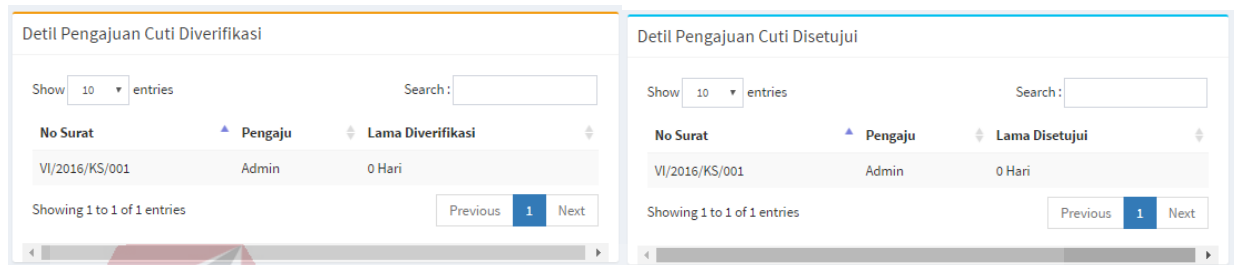 Detil Pengajuan Cuti Diverifikasi
Show 10 entries Search :
No Surat Pengaju Lama Diverifikasi
VI/2016/KS/001 Admin 0 Hari
Showing 1 to 1 of 1 entries Previous 1 Next
Detil Pengajuan Cuti Disetujui
Show 10 entries Search :
No Surat Pengaju Lama Disetujui
VI/2016/KS/001 Admin 0 Hari
Showing 1 to 1 of 1 entries Previous 1 Next